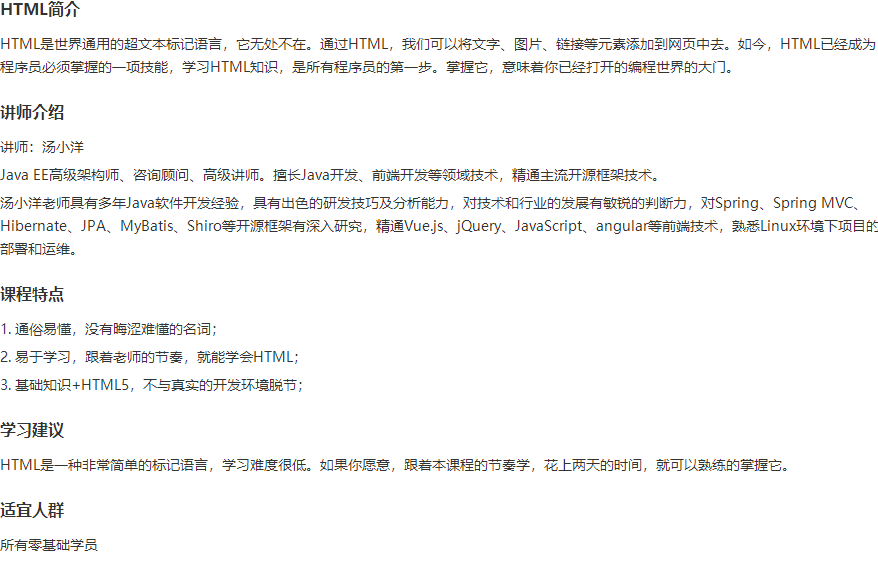 HTML简介
HTML是世界通用的超文本标记语言，它无处不在。通过HTML，我们可以将文字、图片、链接等元素添加到网页中去。如今，HTML已经成为
程序员必须掌握的一项技能，学习HTML知识，是所有程序员的第一步。掌握它，意味着你已经打开的编程世界的大门。
讲师介绍
讲师：汤小洋
Java EE高级架构师、咨询顾问、高级讲师。擅长Java开发、前端开发等领域技术，精通主流开源框架技术。
汤小洋老师具有多年Java软件开发经验，具有出色的研发技巧及分析能力，对技术和行业的发展有敏锐的判断力，对Spring、Spring MVC、
Hibernate、JPA、MyBatis、Shiro等开源框架有深入研究，精通Vue.js、jQuery、JavaScript、angular等前端技术，熟悉Linux环境下项目的
部署和运维。
课程特点
1. 通俗易懂，没有晦涩难懂的名词；
2. 易于学习，跟着老师的节奏，就能学会HTML；
3. 基础知识+HTML5，不与真实的开发环境脱节；
学习建议
HTML是一种非常简单的标记语言，学习难度很低。如果你愿意，跟着本课程的节奏学，花上两天的时间，就可以熟练的掌握它。
适宜人群
所有零基础学员